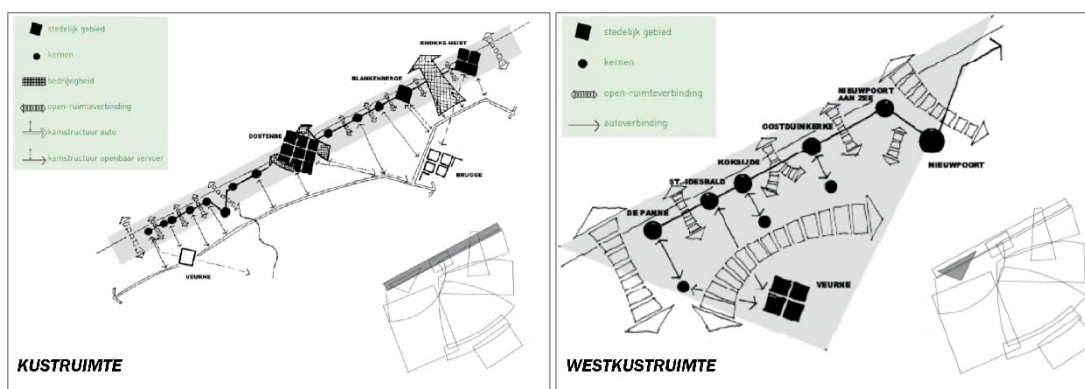 stedelijk gebied
kernen
bedrijvigheid
open-ruimteverbinding
kamstructuur auto
kamstructuur openbaar vervoer
KNOKKE-HEIST
BLANKENBERGE
OOSTENDE
BRUGGE
VEURNE
KUSTRUIMTE
stedelijk gebied
kernen
open-ruimteverbinding
autoverbinding
NIEUWPOORT
AAN ZEE
OOSTDUINKERKE
NIEUWPOORT
KOKSIJDE
ST.-IDESBALD
DE PANNE
VEURNE
WESTKUSTRUIMTE